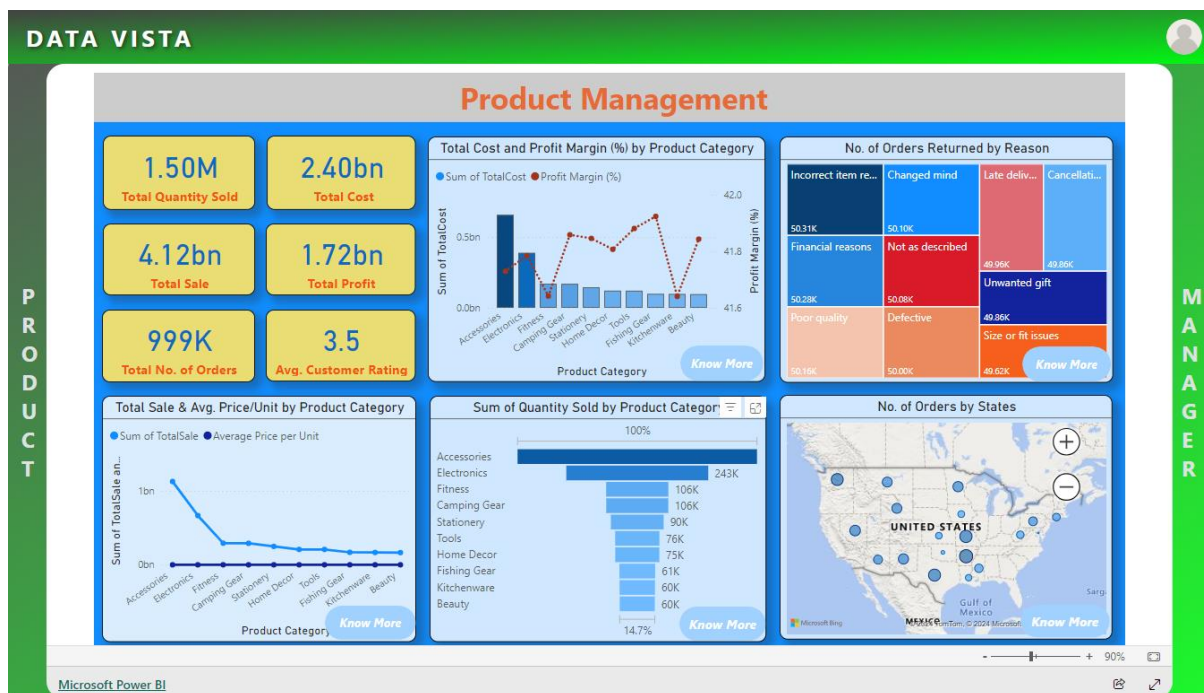 DATA VISTA
PRODUCT
MANAGER
Product Management
1.50M
Total Quantity Sold
2.40bn
Total Cost
4.12bn
Total Sale
1.72bn
Total Profit
999K
Total No. of Orders
3.5
Avg. Customer Rating
Total Cost and Profit Margin (%) by Product Category
Sum of TotalCost Profit Margin (%)
Sum of TotalCost
0.5bn
0.0bn
42.0
41.8
41.6
Profit Margin (%)
Accessories
Electronics
Fitness
Camping Gear
Stationery
Home Decor
Tools
Fishing Gear
Kitchenware
Beauty
Product Category
Know More
No. of Orders Returned by Reason
Incorrect item re...
50.31K
Changed mind
50.10K
Late deliv...
49.96K
Cancellati...
49.86K
Financial reasons
50.28K
Not as described
50.08K
Unwanted gift
49.86K
Poor quality
50.16K
Defective
50.00K
Size or fit issues
49.62K
Know More
Total Sale & Avg. Price/Unit by Product Category
Sum of TotalSale Average Price per Unit
Sum of TotalSale an...
1bn
0bn
Accessories
Electronics
Fitness
Camping Gear
Stationery
Home Decor
Tools
Fishing Gear
Kitchenware
Beauty
Product Category
Know More
Sum of Quantity Sold by Product Categor
100%
Accessories
Electronics 243K
Fitness 106K
Camping Gear 106K
Stationery 90K
Tools 76K
Home Decor 75K
Fishing Gear 61K
Kitchenware 60K
Beauty 60K
14.7%
Know More
No. of Orders by States
+
−
UNITED STATES
Sarg
Gulf of
Mexico
MEXICO
Microsoft Bing
TomTom, © 2024 Microsoft
Know More
- + 90%
Microsoft Power BI